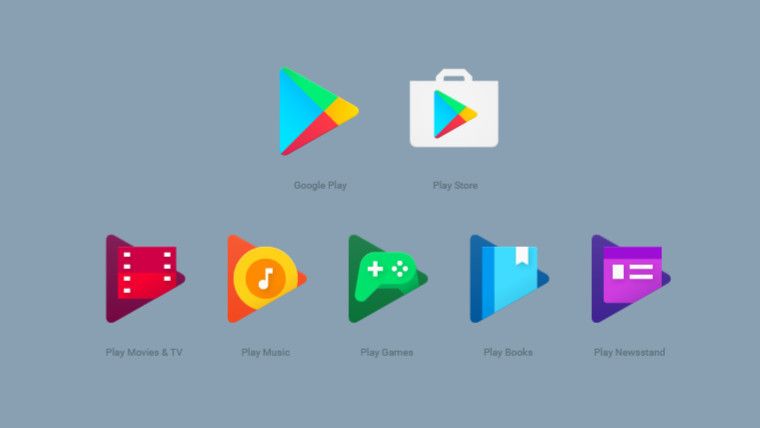 Google Play
Play Store
Play Movies & TV
Play Music
Play Games
Play Books
Play Newsstand